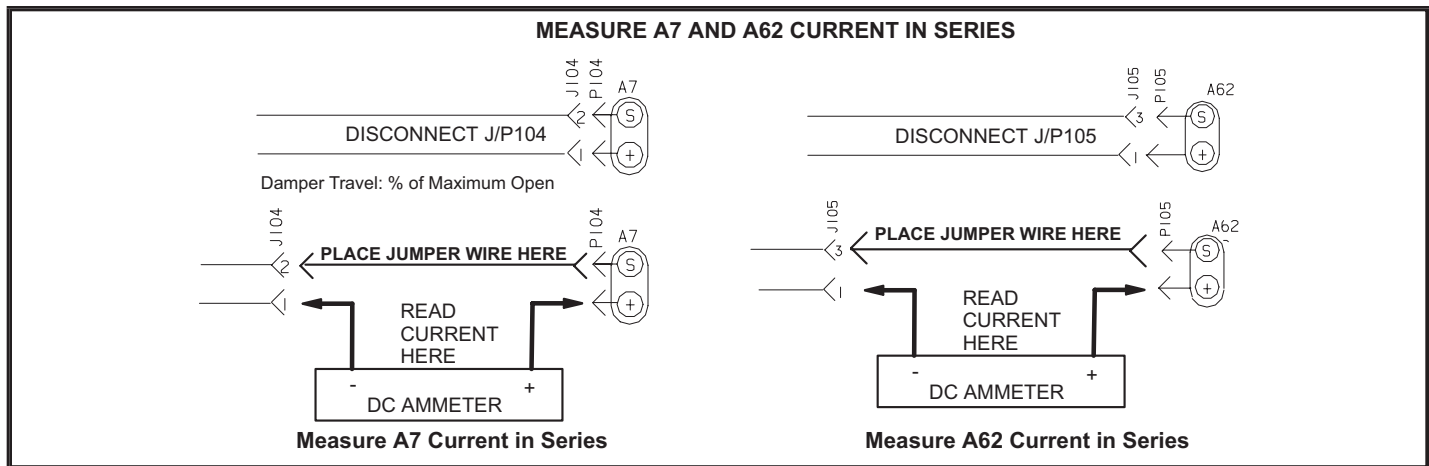 MEASURE A7 AND A62 CURRENT IN SERIES
J104
P104
A7
2
S
DISCONNECT J/P104
1
+
Damper Travel: % of Maximum Open
J104
P104
A7
2
PLACE JUMPER WIRE HERE
S
1
+
READ
CURRENT
HERE
-
+
DC AMMETER
Measure A7 Current in Series
J105
P105
A62
3
S
DISCONNECT J/P105
1
+
J105
P105
A62
3
PLACE JUMPER WIRE HERE
S
1
+
READ
CURRENT
HERE
-
+
DC AMMETER
Measure A62 Current in Series